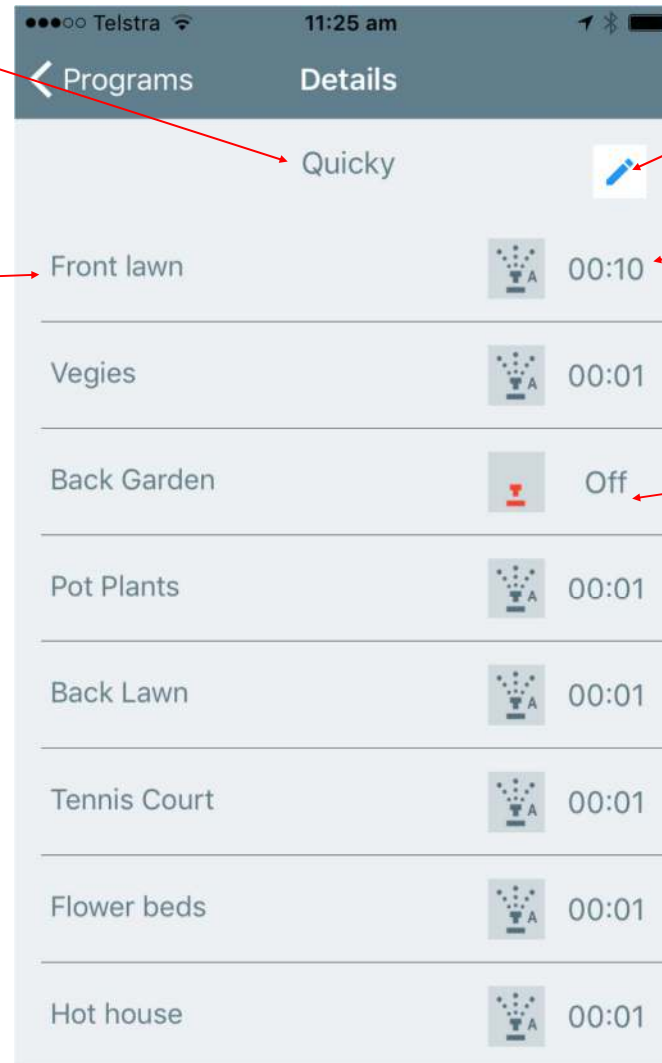 ●●●○○ Telstra 11:25 am
Programs Details
Quicky
Front lawn A 00:10
Vegies A 00:01
Back Garden Off
Pot Plants A 00:01
Back Lawn A 00:01
Tennis Court A 00:01
Flower beds A 00:01
Hot house A 00:01